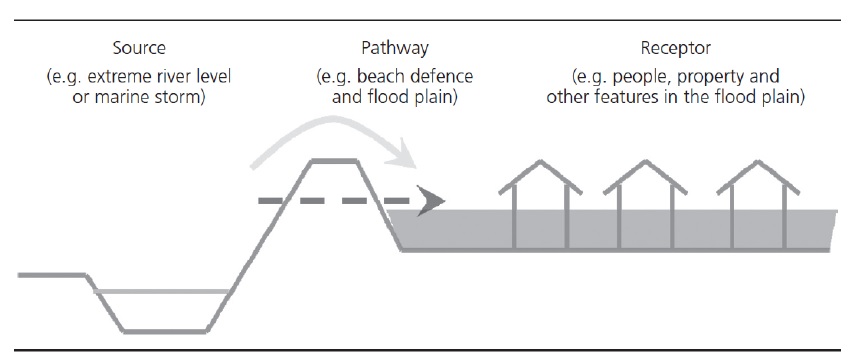 Source
(e.g. extreme river level
or marine storm)
Pathway
(e.g. beach defence
and flood plain)
Receptor
(e.g. people, property and
other features in the flood plain)